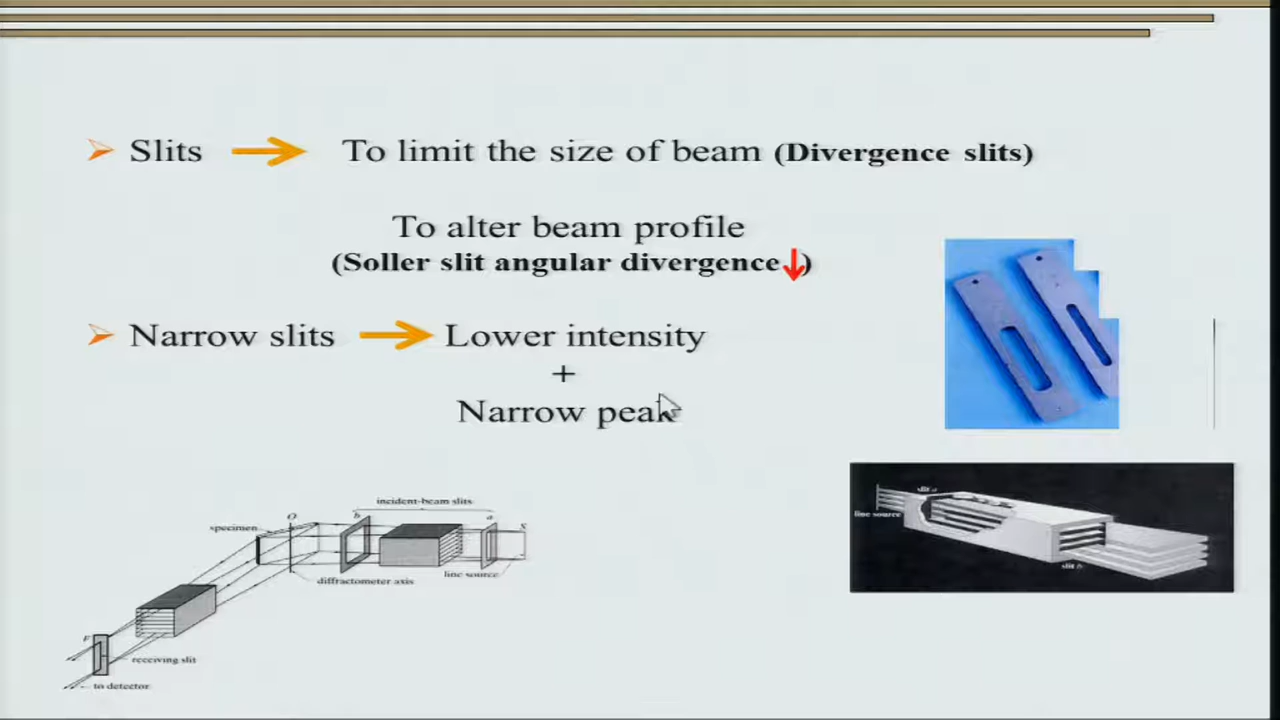 Slits → To limit the size of beam (Divergence slits)
To alter beam profile
(Soller slit angular divergence↓)
Narrow slits → Lower intensity
+
Narrow peak
incident-beam slits
O b a S
specimen
diffractometer axis
line source
F
receiving slit
to detector
slit a
line source
slit b